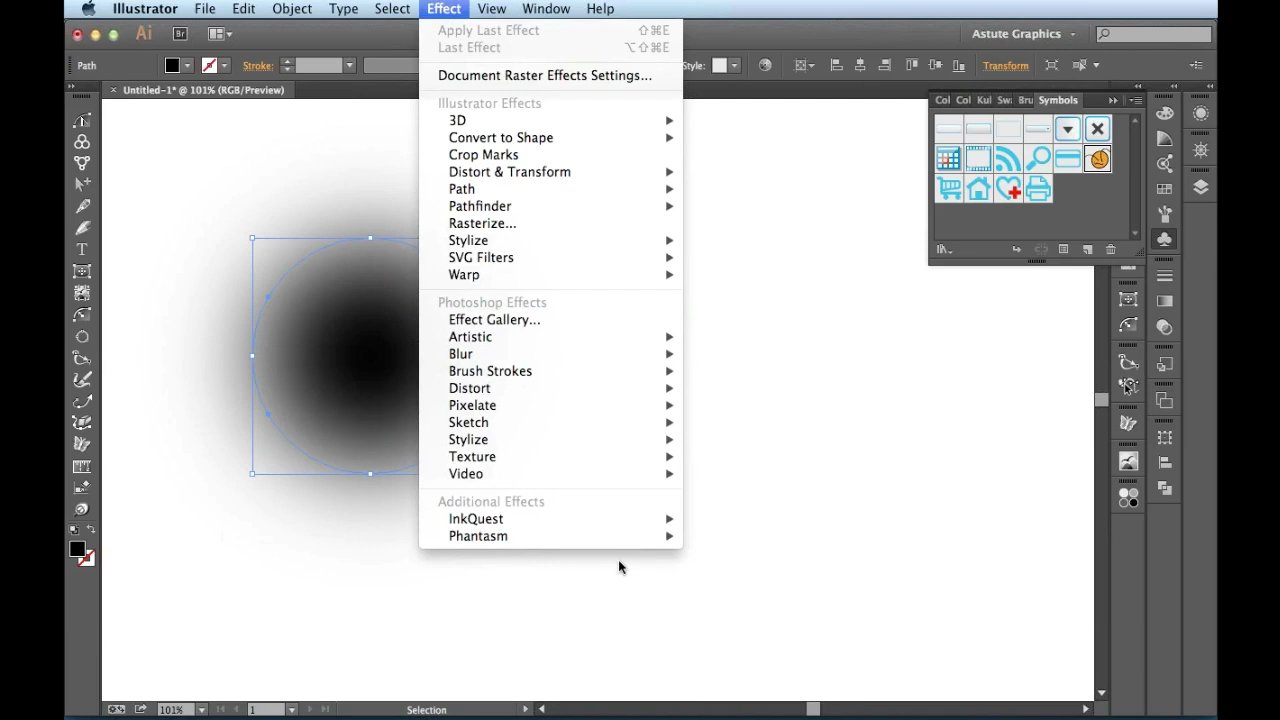 Illustrator File Edit Object Type Select Effect View Window Help
Ai Br Astute Graphics
Path Stroke: Style: Transform
× Untitled-1* @ 101% (RGB/Preview)
Apply Last Effect ⇧⌘E
Last Effect ⌥⇧⌘E
Document Raster Effects Settings...
Illustrator Effects
3D
Convert to Shape
Crop Marks
Distort & Transform
Path
Pathfinder
Rasterize...
Stylize
SVG Filters
Warp
Photoshop Effects
Effect Gallery...
Artistic
Blur
Brush Strokes
Distort
Pixelate
Sketch
Stylize
Texture
Video
Additional Effects
InkQuest
Phantasm
Col Col Kul Sw Bru Symbols
101% 1 Selection